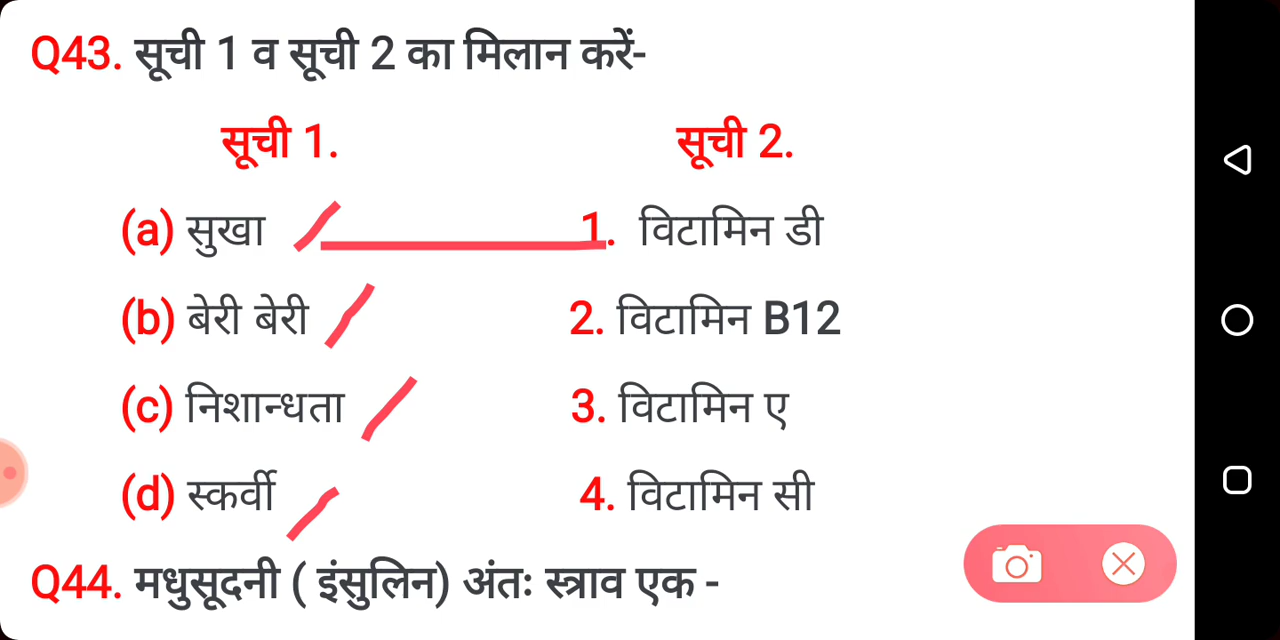 Q43. सूची 1 व सूची 2 का मिलान करें-
सूची 1. सूची 2.
(a) सुखा 1. विटामिन डी
(b) बेरी बेरी 2. विटामिन B12
(c) निशान्धता 3. विटामिन ए
(d) स्कर्वी 4. विटामिन सी
Q44. मधुसूदनी ( इंसुलिन) अंतः स्त्राव एक -